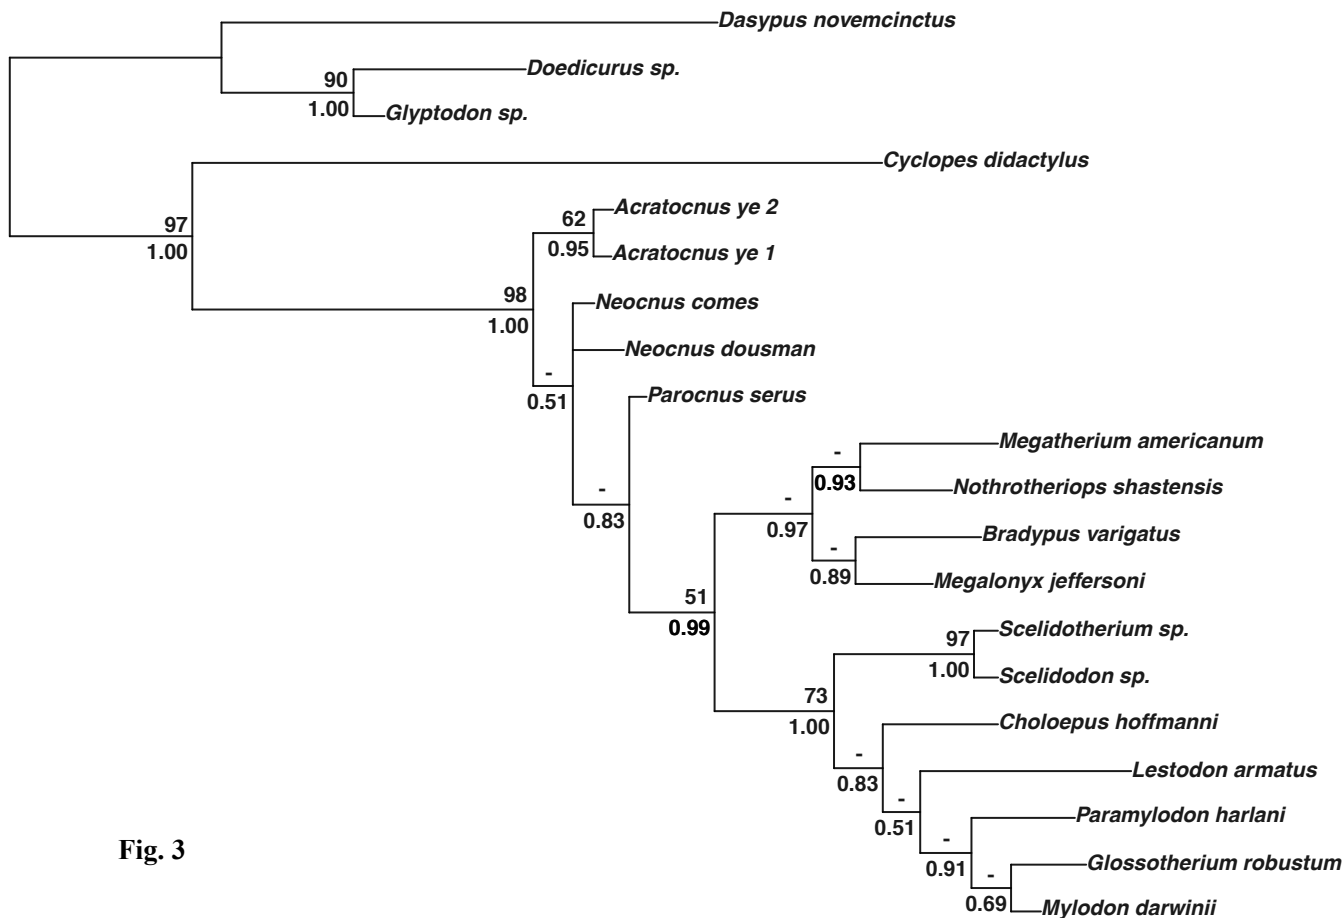 Dasypus novemcinctus
Doedicurus sp.
90
1.00
Glyptodon sp.
Cyclopes didactylus
97
1.00
Acratocnus ye 2
62
0.95
Acratocnus ye 1
98
1.00
Neocnus comes
Neocnus dousman
-
0.51
Parocnus serus
Megatherium americanum
-
0.93
Nothrotheriops shastensis
-
0.97
Bradypus varigatus
-
0.89
Megalonyx jeffersoni
-
0.83
51
0.99
Scelidotherium sp.
97
1.00
Scelidodon sp.
73
1.00
Choloepus hoffmanni
-
0.83
Lestodon armatus
-
0.51
Paramylodon harlani
-
0.91
Glossotherium robustum
-
0.69
Mylodon darwinii
Fig. 3